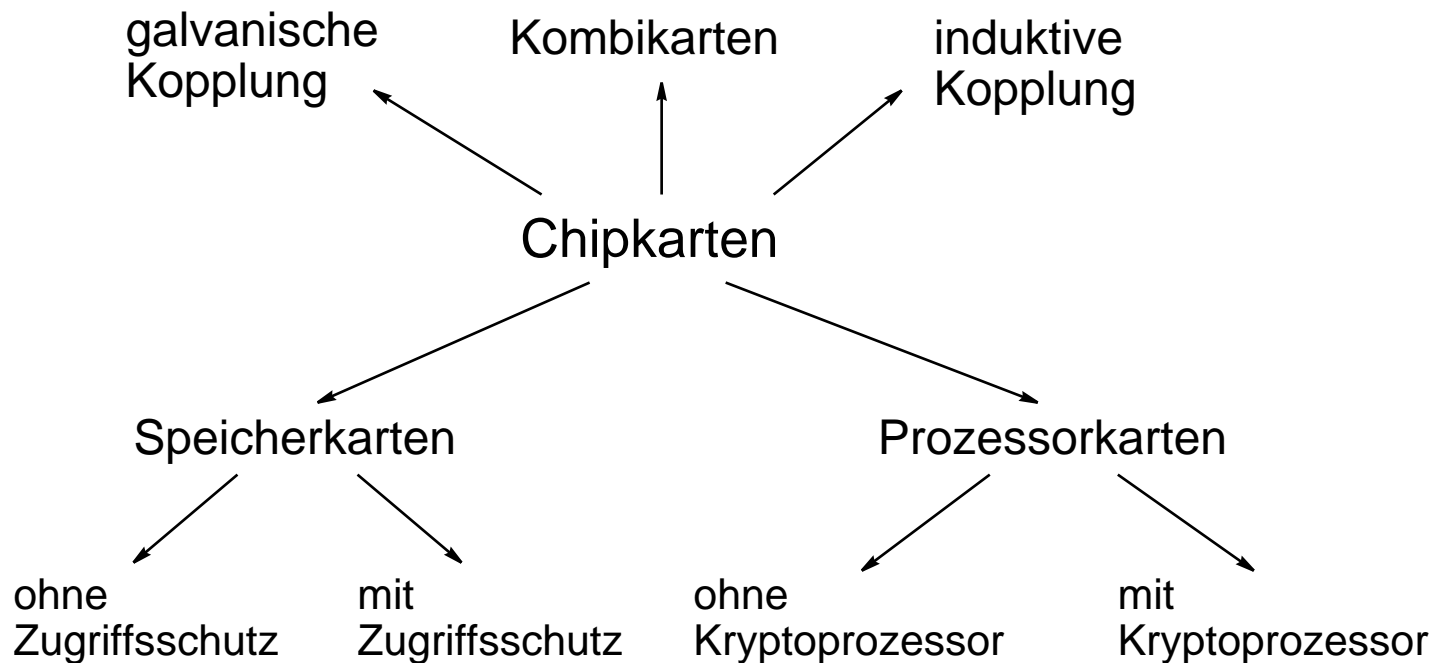 galvanische
Kopplung
Kombikarten
induktive
Kopplung
Chipkarten
Speicherkarten
Prozessorkarten
ohne
Zugriffsschutz
mit
Zugriffsschutz
ohne
Kryptoprozessor
mit
Kryptoprozessor